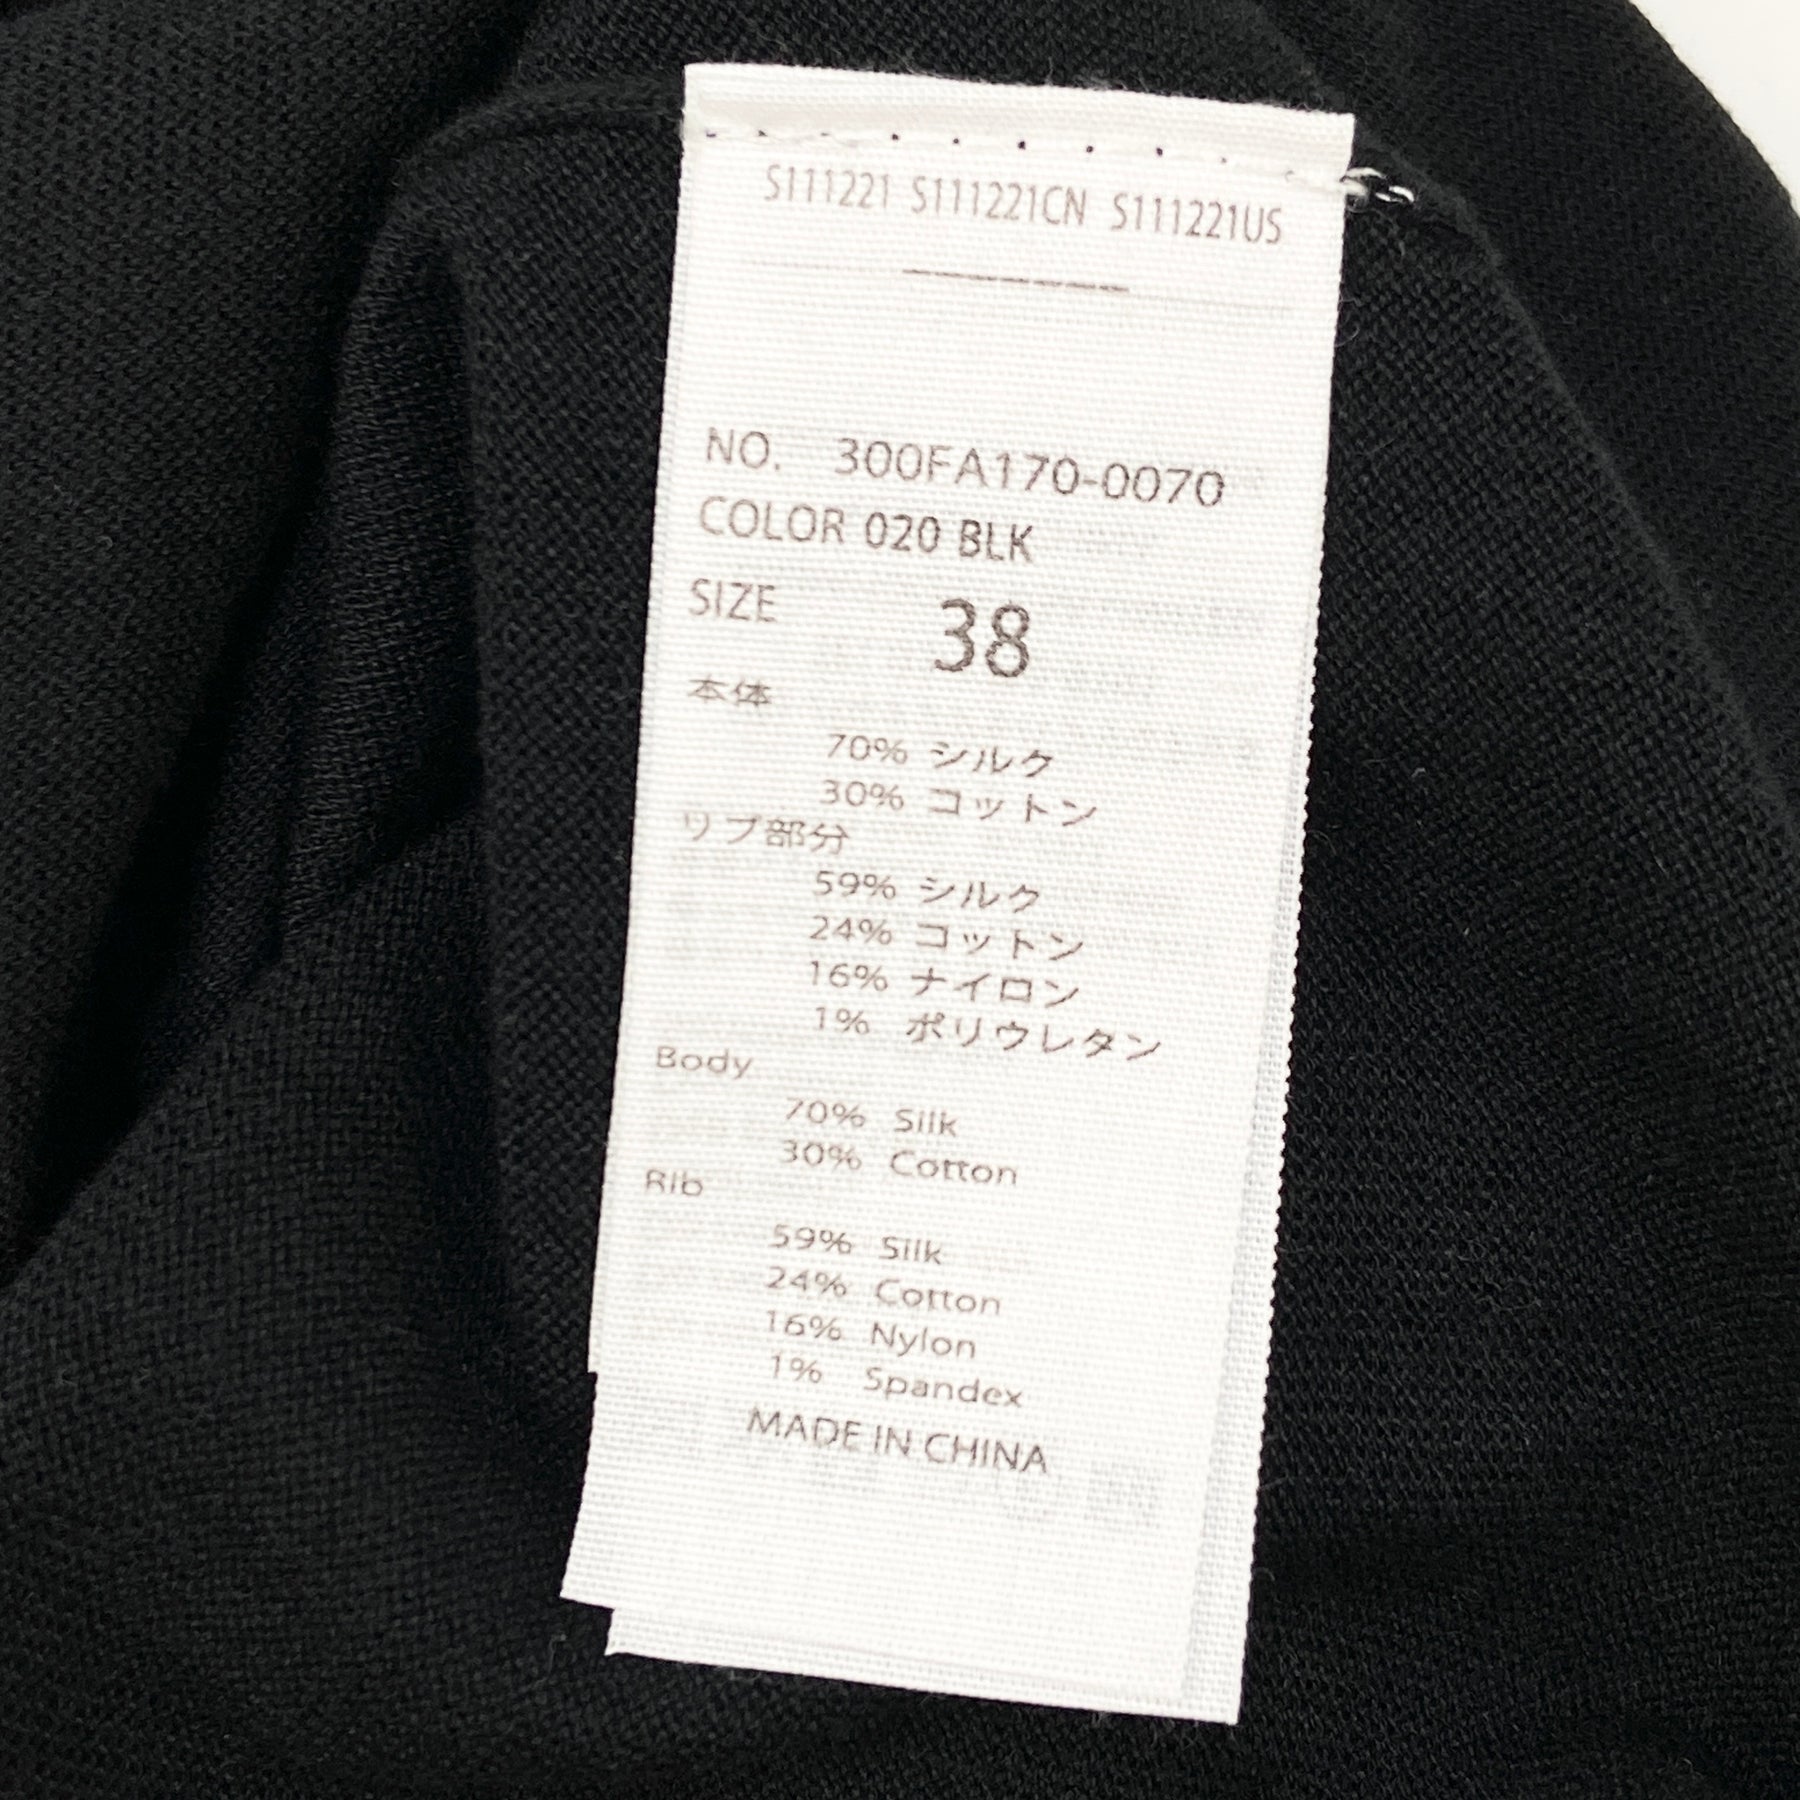 S111221 S111221CN S111221US
NO. 300FA170-0070
COLOR 020 BLK
SIZE 38
本体
70% シルク
30% コットン
リブ部分
59% シルク
24% コットン
16% ナイロン
1% ポリウレタン
Body
70% Silk
30% Cotton
Rib
59% Silk
24% Cotton
16% Nylon
1% Spandex
MADE IN CHINA